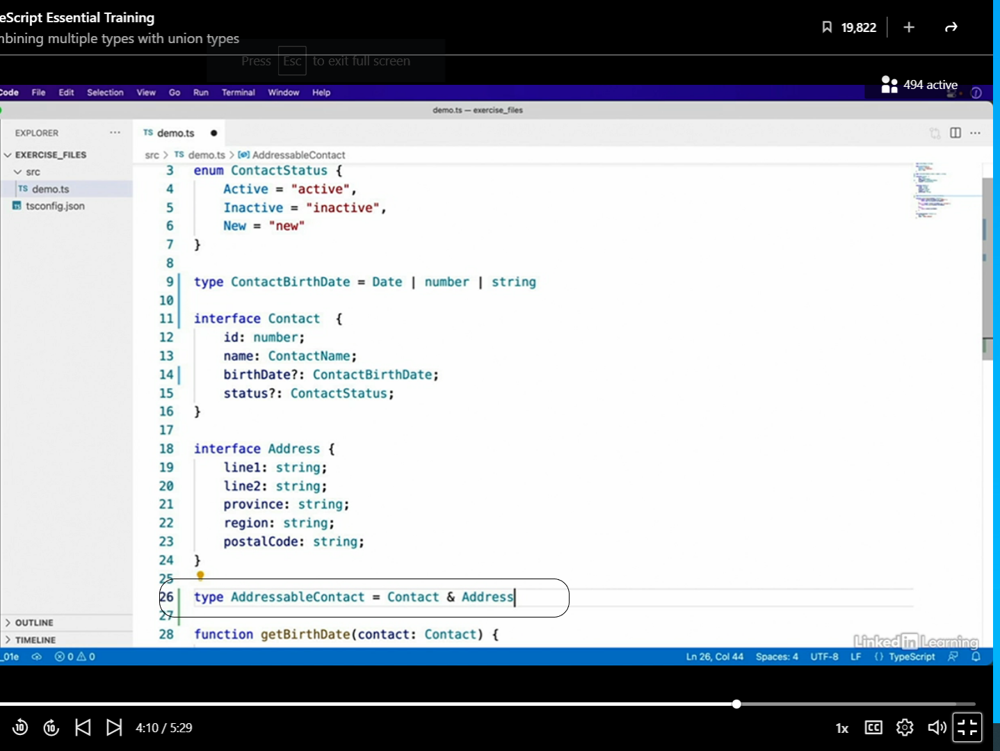 eScript Essential Training
nbining multiple types with union types
19,822
Press Esc to exit full screen
494 active
Code File Edit Selection View Go Run Terminal Window Help
demo.ts — exercise_files
EXPLORER
TS demo.ts
EXERCISE_FILES
src > TS demo.ts > AddressableContact
src
TS demo.ts
tsconfig.json
3 enum ContactStatus {
4 Active = "active",
5 Inactive = "inactive",
6 New = "new"
7 }
8
9 type ContactBirthDate = Date | number | string
10
11 interface Contact {
12 id: number;
13 name: ContactName;
14 birthDate?: ContactBirthDate;
15 status?: ContactStatus;
16 }
17
18 interface Address {
19 line1: string;
20 line2: string;
21 province: string;
22 region: string;
23 postalCode: string;
24 }
25
26 type AddressableContact = Contact & Address
27
28 function getBirthDate(contact: Contact) {
OUTLINE
TIMELINE
LinkedIn Learning
_01e 0 0 Ln 26, Col 44 Spaces: 4 UTF-8 LF {} TypeScript
10 10 4:10 / 5:29 1x CC